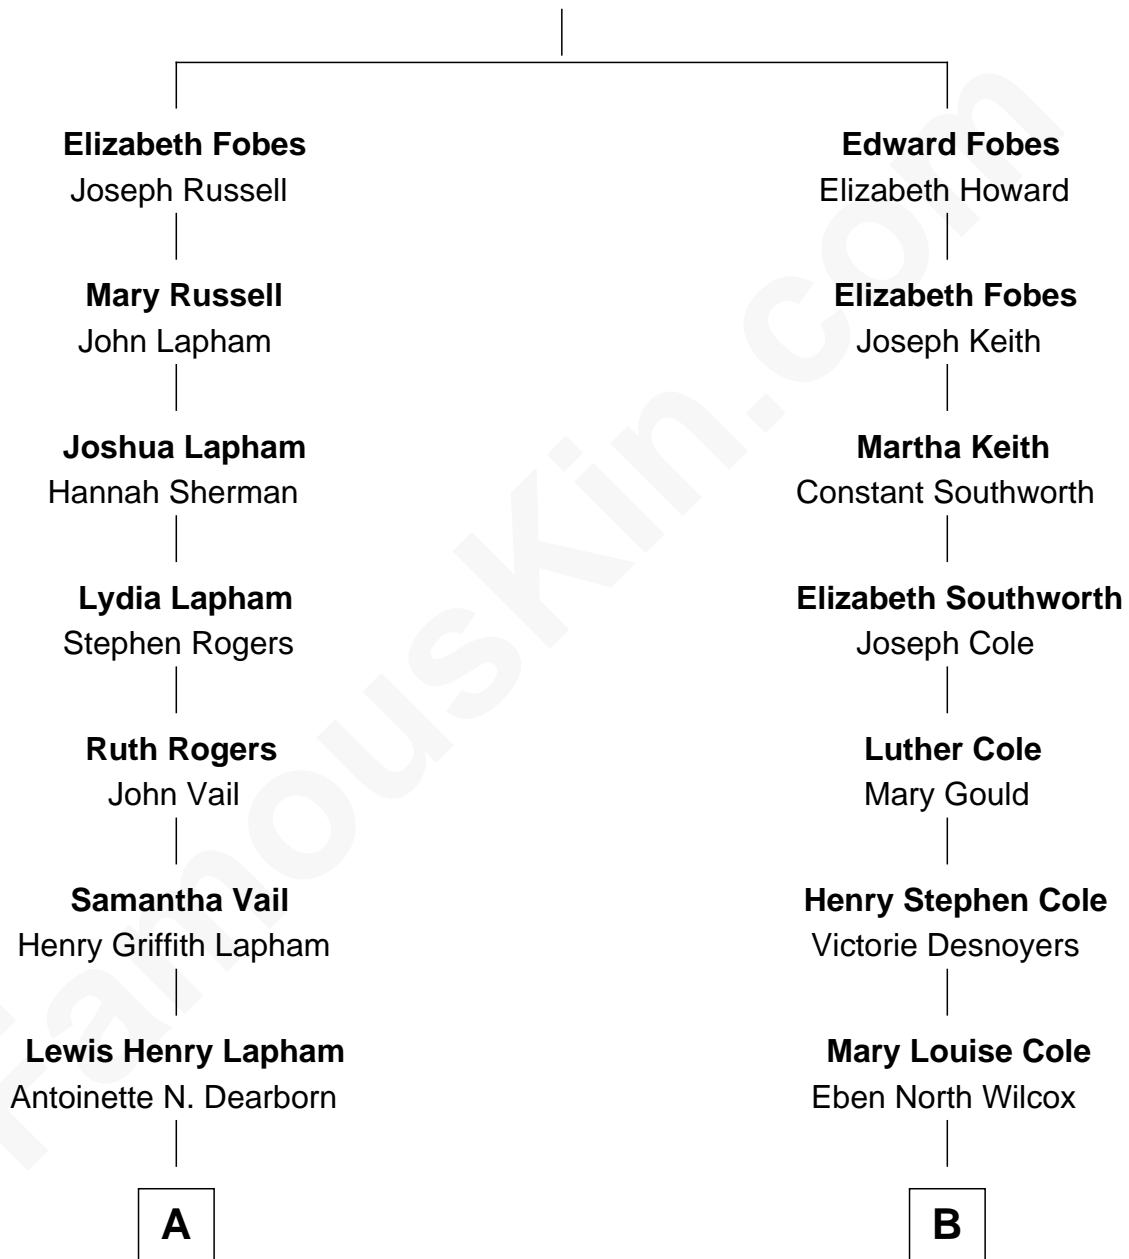 Elizabeth Fobes
Joseph Russell
Mary Russell
John Lapham
Joshua Lapham
Hannah Sherman
Lydia Lapham
Stephen Rogers
Ruth Rogers
John Vail
Samantha Vail
Henry Griffith Lapham
Lewis Henry Lapham
Antoinette N. Dearborn
A
Edward Fobes
Elizabeth Howard
Elizabeth Fobes
Joseph Keith
Martha Keith
Constant Southworth
Elizabeth Southworth
Joseph Cole
Luther Cole
Mary Gould
Henry Stephen Cole
Victorie Desnoyers
Mary Louise Cole
Eben North Wilcox
B
FamousKin.com